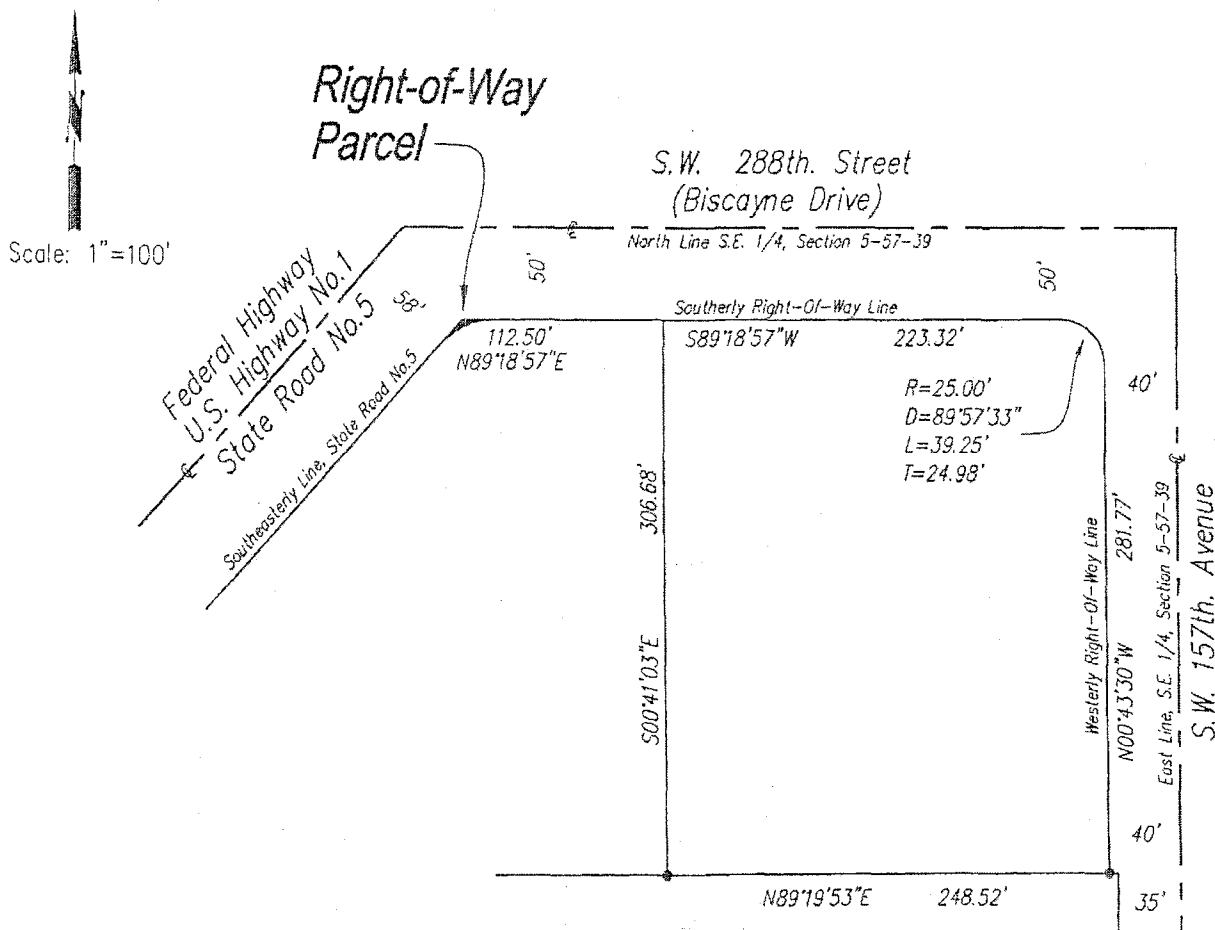 Right-of-Way
Parcel
Scale: 1"=100'
S.W. 288th. Street
(Biscayne Drive)
℄
North Line S.E. 1/4, Section 5-57-39
50'
50'
Federal Highway
U.S. Highway No.1
State Road No.5
58'
℄
Southeasterly Line, State Road No.5
Southerly Right-Of-Way Line
112.50'
N89°18'57"E
S89°18'57"W
223.32'
R=25.00'
D=89°57'33"
L=39.25'
T=24.98'
40'
℄
306.68'
S00°41'03"E
Westerly Right-Of-Way Line
N00°43'30"W
281.77'
East Line, S.E. 1/4, Section 5-57-39
S.W. 157th. Avenue
40'
N89°19'53"E
248.52'
35'